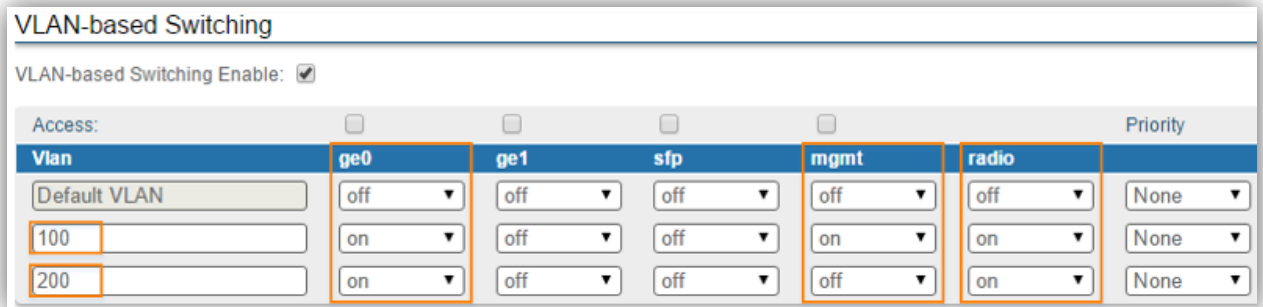 VLAN-based Switching
VLAN-based Switching Enable:
Access: Priority
Vlan ge0 ge1 sfp mgmt radio
Default VLAN off off off off off None
100 on off off on on None
200 on off off off on None